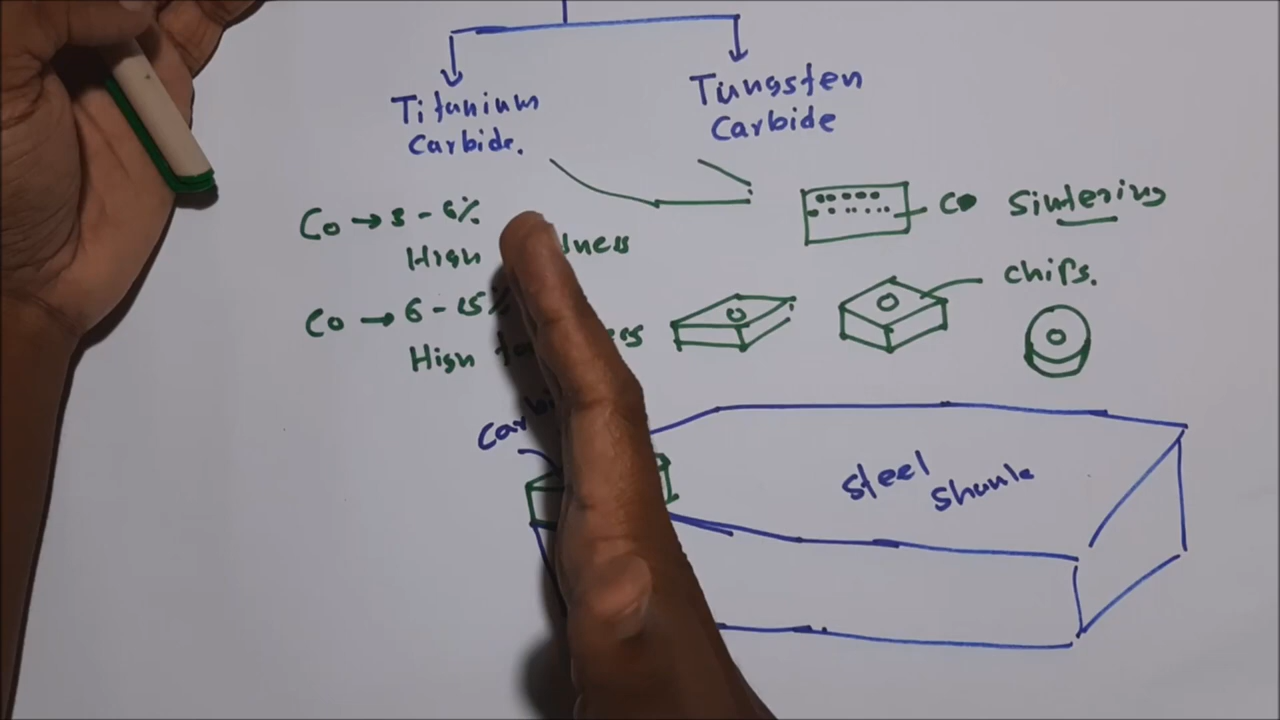 Titanium
Carbide.
Tungsten
Carbide
Co → 3 - 6%
High
Co Sintering
Co → 6 - 15%
High
chips.
Steel
Shank